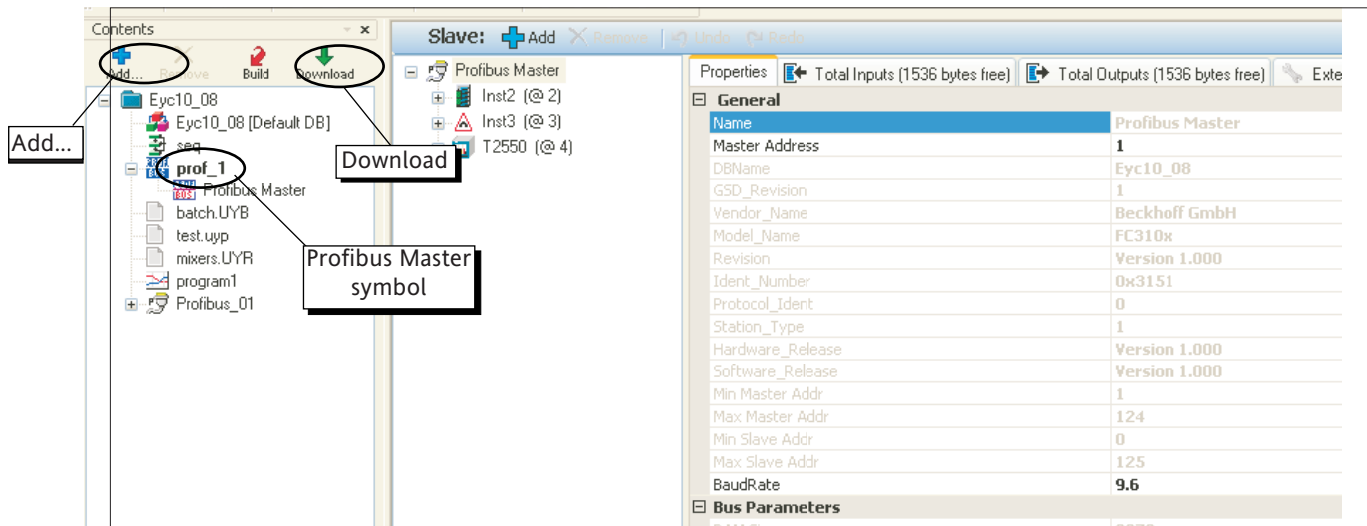 Contents
Add... Remove Build Download
Eyc10_08
Eyc10_08 [Default DB]
seq
prof_1
Profibus Master
batch.UYB
test.uyp
mixers.UYR
program1
Profibus_01
Add...
Download
Profibus Master
symbol
Slave: Add Remove Undo Redo
Profibus Master
Inst2 (@ 2)
Inst3 (@ 3)
T2550 (@ 4)
Properties Total Inputs (1536 bytes free) Total Outputs (1536 bytes free) Exte
General
Name Profibus Master
Master Address 1
DBName Eyc10_08
GSD_Revision 1
Vendor_Name Beckhoff GmbH
Model_Name FC310x
Revision Version 1.000
Ident_Number 0x3151
Protocol_Ident 0
Station_Type 1
Hardware_Release Version 1.000
Software_Release Version 1.000
Min Master Addr 1
Max Master Addr 124
Min Slave Addr 0
Max Slave Addr 125
BaudRate 9.6
Bus Parameters